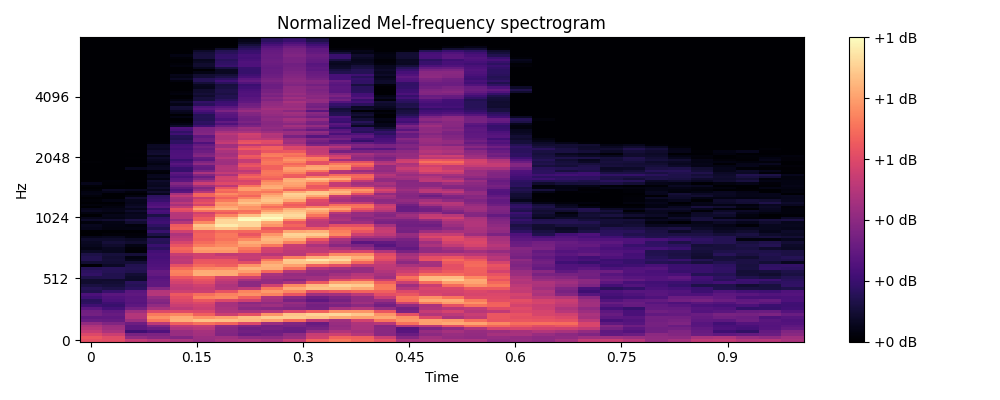 Normalized Mel-frequency spectrogram
Hz
4096
2048
1024
512
0
0 0.15 0.3 0.45 0.6 0.75 0.9
Time
+1 dB
+1 dB
+1 dB
+0 dB
+0 dB
+0 dB